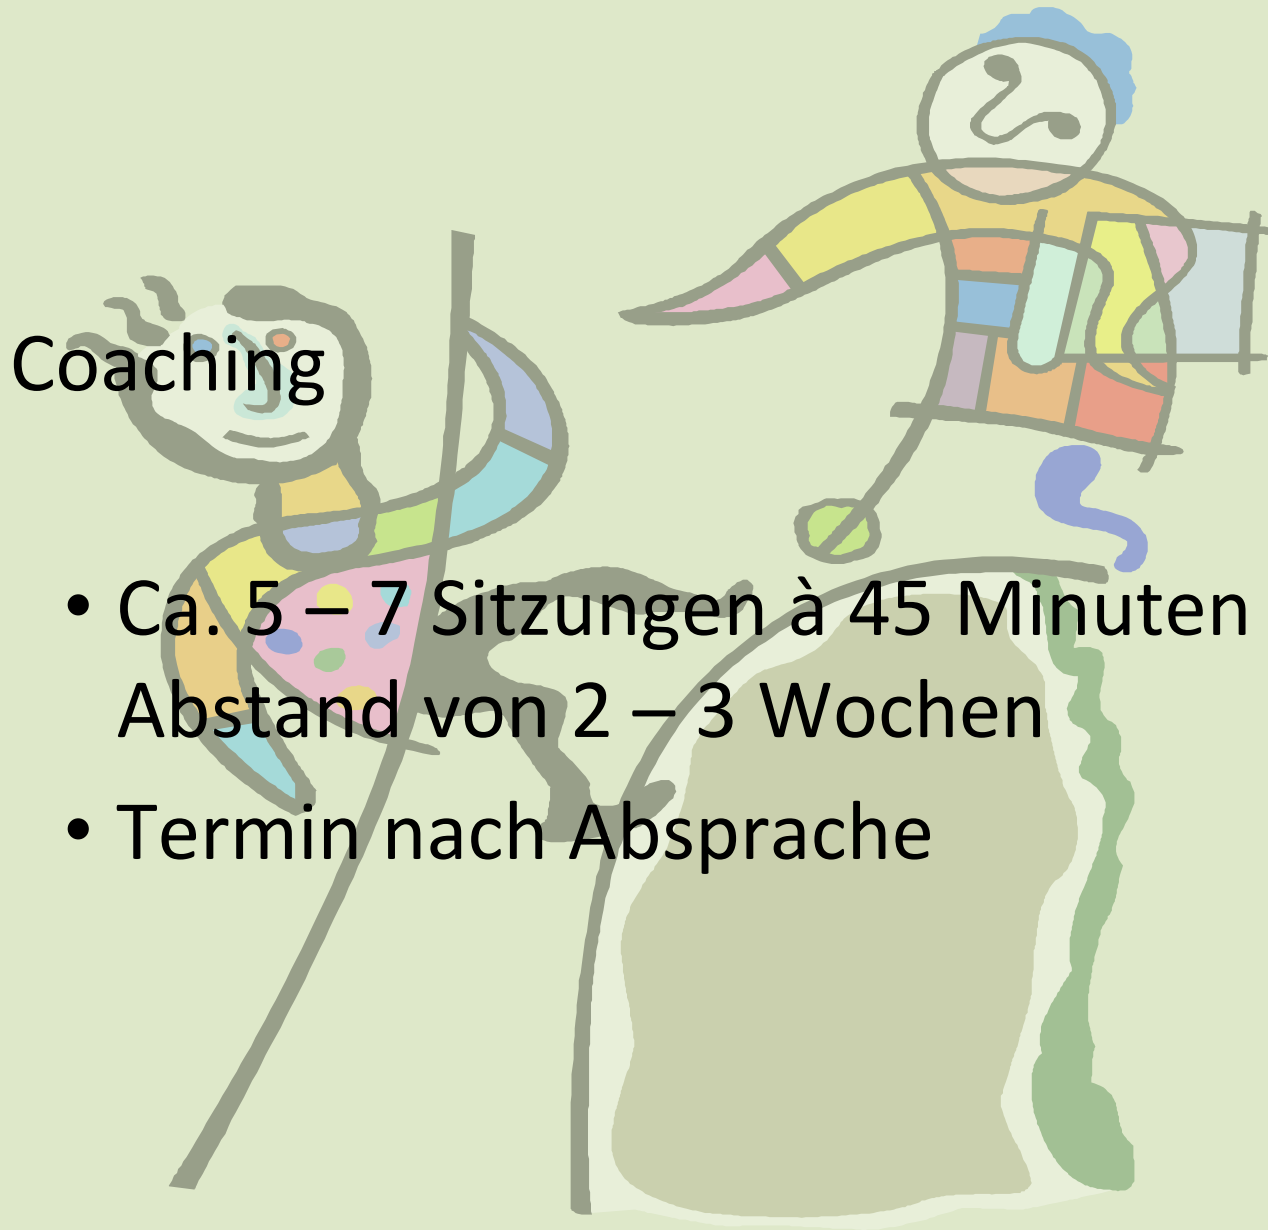 Coaching
• Ca. 5 – 7 Sitzungen à 45 Minuten
Abstand von 2 – 3 Wochen
• Termin nach Absprache